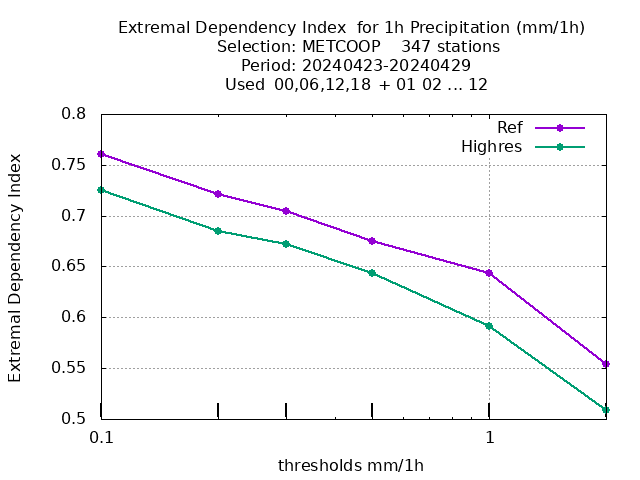 Extremal Dependency Index  for 1h Precipitation (mm/1h)
Selection: METCOOP    347 stations
Period: 20240423-20240429
Used  00,06,12,18 + 01 02 ... 12
Ref
Highres
0.8
0.75
0.7
0.65
0.6
0.55
0.5
Extremal Dependency Index
0.1
1
thresholds mm/1h